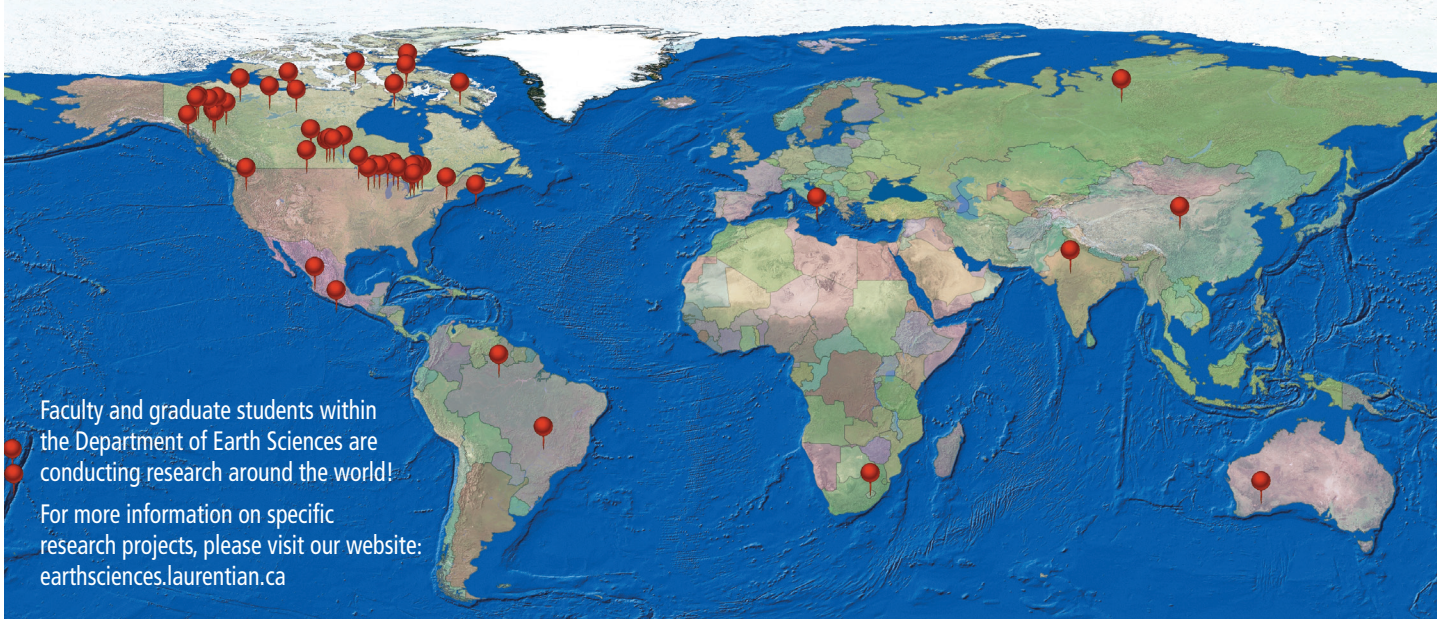 Faculty and graduate students within
the Department of Earth Sciences are
conducting research around the world!
For more information on specific
research projects, please visit our website:
earthsciences.laurentian.ca